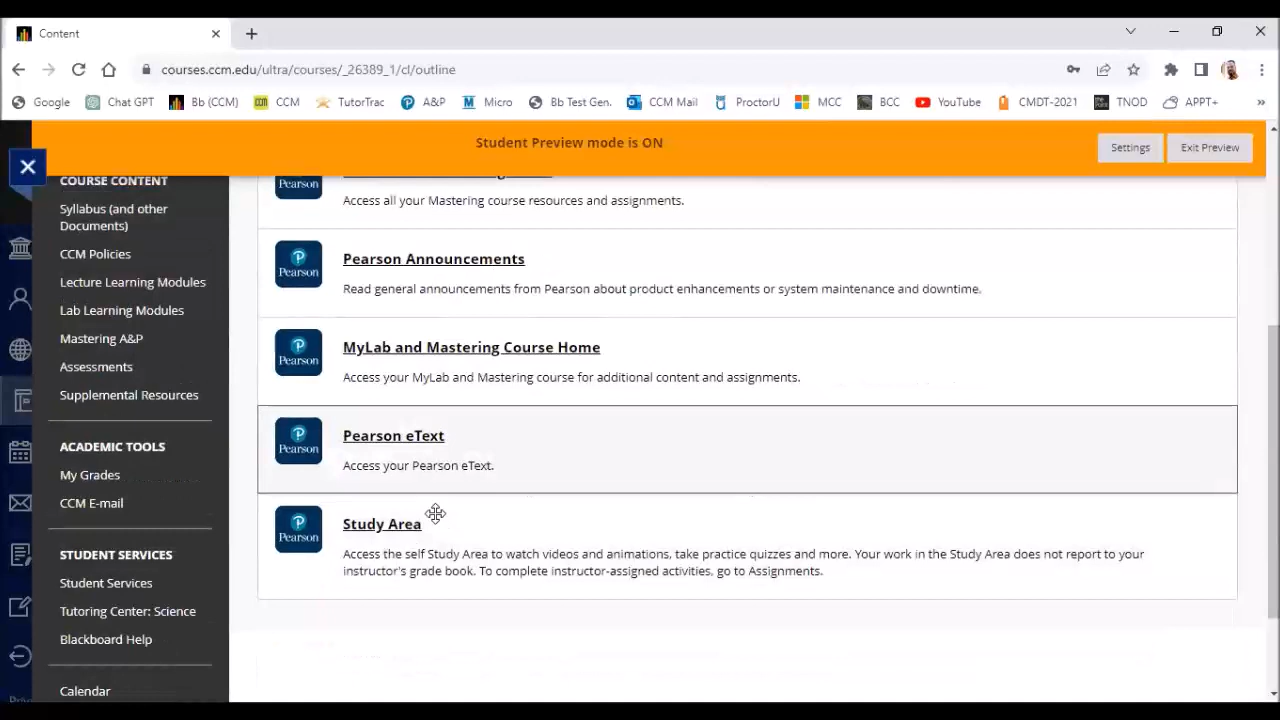 Content
courses.ccm.edu/ultra/courses/_26389_1/cl/outline
Google
Chat GPT
Bb (CCM)
CCM
TutorTrac
A&P
Micro
Bb Test Gen.
CCM Mail
ProctorU
MCC
BCC
YouTube
CMDT-2021
TNOD
APPT+
»
Student Preview mode is ON
Settings
Exit Preview
COURSE CONTENT
Syllabus (and other
Documents)
CCM Policies
Lecture Learning Modules
Lab Learning Modules
Mastering A&P
Assessments
Supplemental Resources
ACADEMIC TOOLS
My Grades
CCM E-mail
STUDENT SERVICES
Student Services
Tutoring Center: Science
Blackboard Help
Calendar
Pearson
Access all your Mastering course resources and assignments.
Pearson
Pearson Announcements
Read general announcements from Pearson about product enhancements or system maintenance and downtime.
Pearson
MyLab and Mastering Course Home
Access your MyLab and Mastering course for additional content and assignments.
Pearson
Pearson eText
Access your Pearson eText.
Pearson
Study Area
Access the self Study Area to watch videos and animations, take practice quizzes and more. Your work in the Study Area does not report to your
instructor's grade book. To complete instructor-assigned activities, go to Assignments.